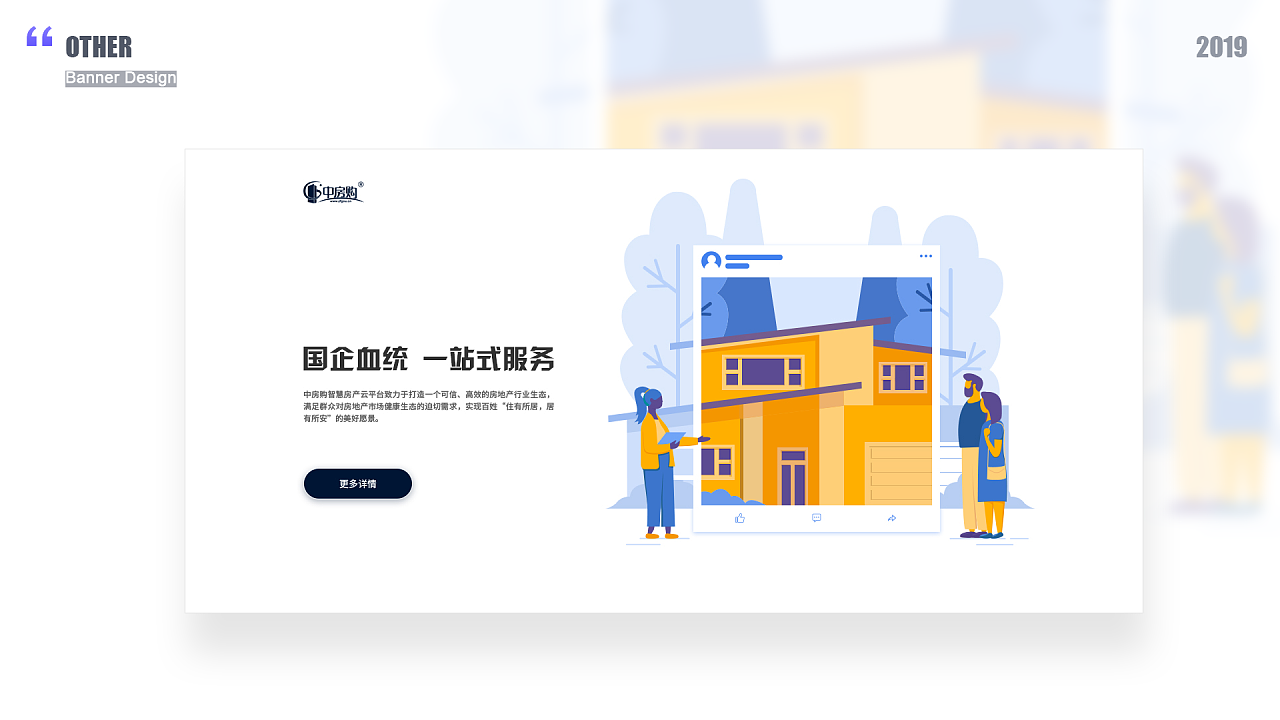 OTHER
Banner Design
2019
中房购®
国企血统 一站式服务
中房购智慧房产云平台致力于打造一个可信、高效的房地产行业生态，
满足群众对房地产市场健康生态的迫切需求，实现百姓“住有所居，居
有所安”的美好愿景。
更多详情